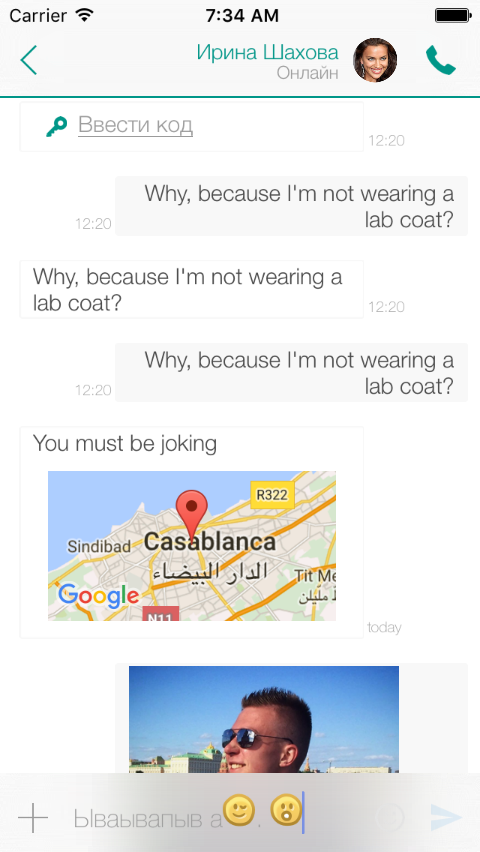 Carrier 7:34 AM
Ирина Шахова
Онлайн
Ввести код
12:20
Why, because I'm not wearing a
lab coat?
12:20
Why, because I'm not wearing a
lab coat?
12:20
Why, because I'm not wearing a
lab coat?
12:20
You must be joking
R322
Sindibad Casablanca
الدار البيضاء
Tit Me
مليلن
Google
N11
today
Ываывапыв а😉. 😮